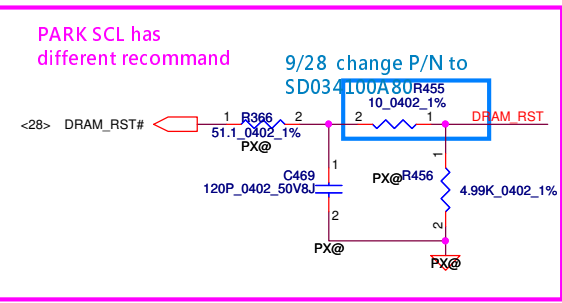 PARK SCL has
different recommand
9/28 change P/N to
SD034100A80
R455
10_0402_1%
R366
1
2
2
1
DRAM_RST
<28>
DRAM_RST#
51.1_0402_1%
PX@
1
1
C469
PX@
R456
120P_0402_50V8J
4.99K_0402_1%
2
2
PX@
PX@